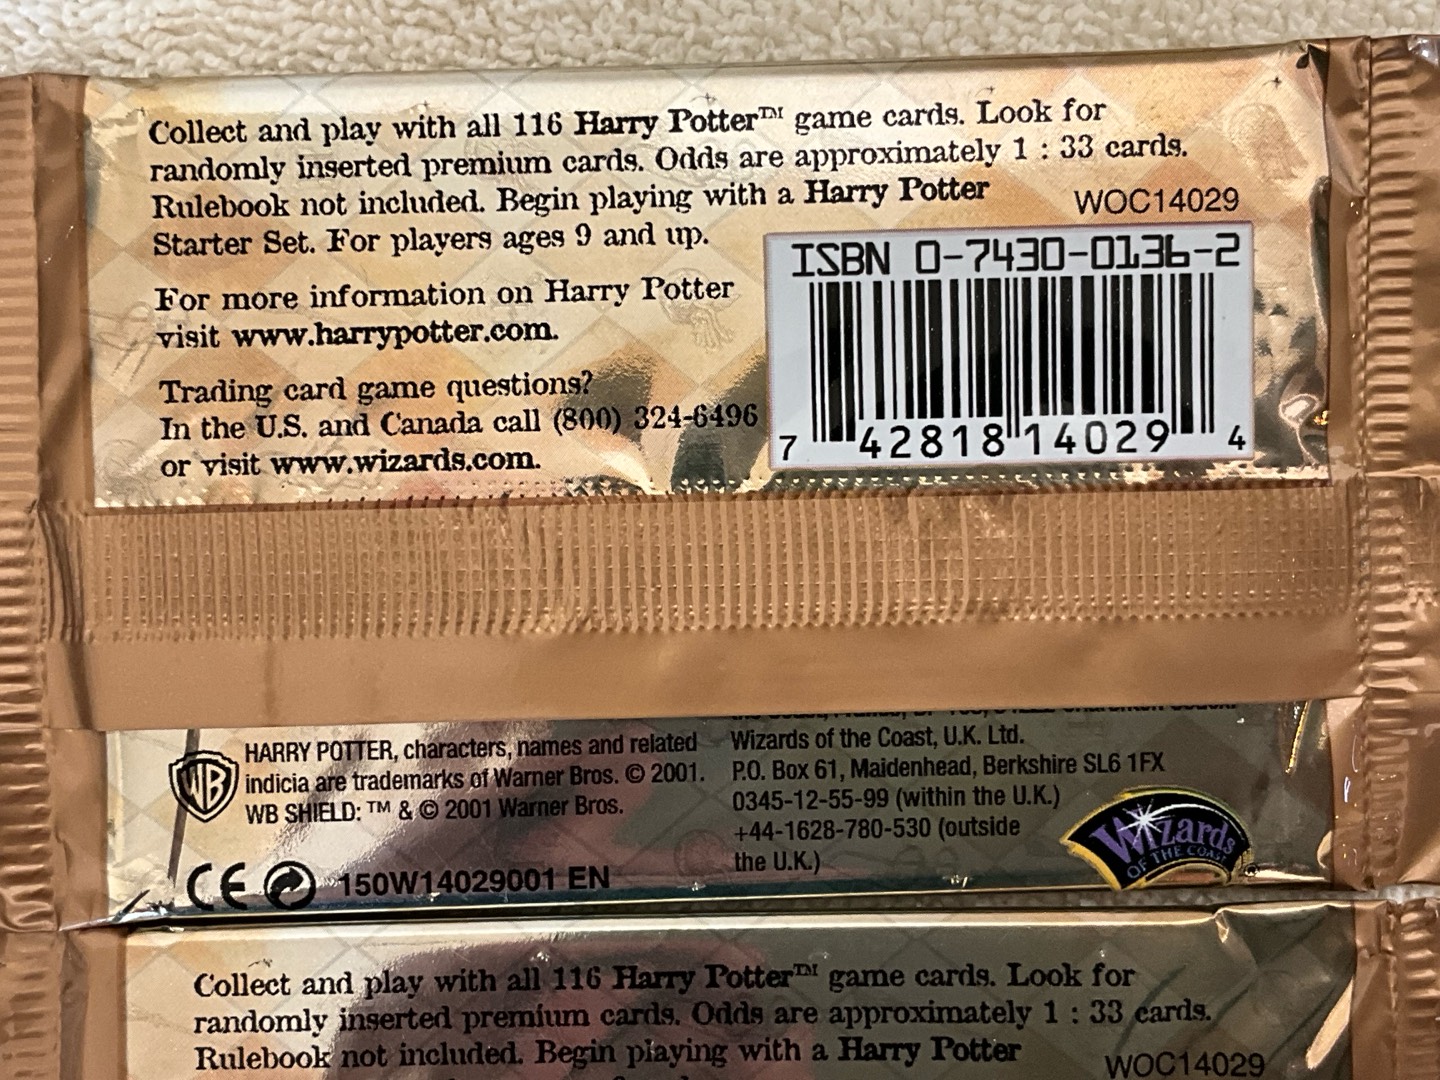 Collect and play with all 116 Harry Potter™ game cards. Look for
randomly inserted premium cards. Odds are approximately 1 : 33 cards.
Rulebook not included. Begin playing with a Harry Potter
Starter Set. For players ages 9 and up.
WOC14029
For more information on Harry Potter
visit www.harrypotter.com.
Trading card game questions?
In the U.S. and Canada call (800) 324-6496
or visit www.wizards.com.
ISBN 0-7430-0136-2
7 42818 14029 4
WB
HARRY POTTER, characters, names and related
indicia are trademarks of Warner Bros. © 2001.
WB SHIELD: ™ & © 2001 Warner Bros.
CE 150W14029001 EN
Wizards of the Coast, U.K. Ltd.
P.O. Box 61, Maidenhead, Berkshire SL6 1FX
0345-12-55-99 (within the U.K.)
+44-1628-780-530 (outside
the U.K.)
Wizards
OF THE COAST
Collect and play with all 116 Harry Potter™ game cards. Look for
randomly inserted premium cards. Odds are approximately 1 : 33 cards.
Rulebook not included. Begin playing with a Harry Potter
WOC14029